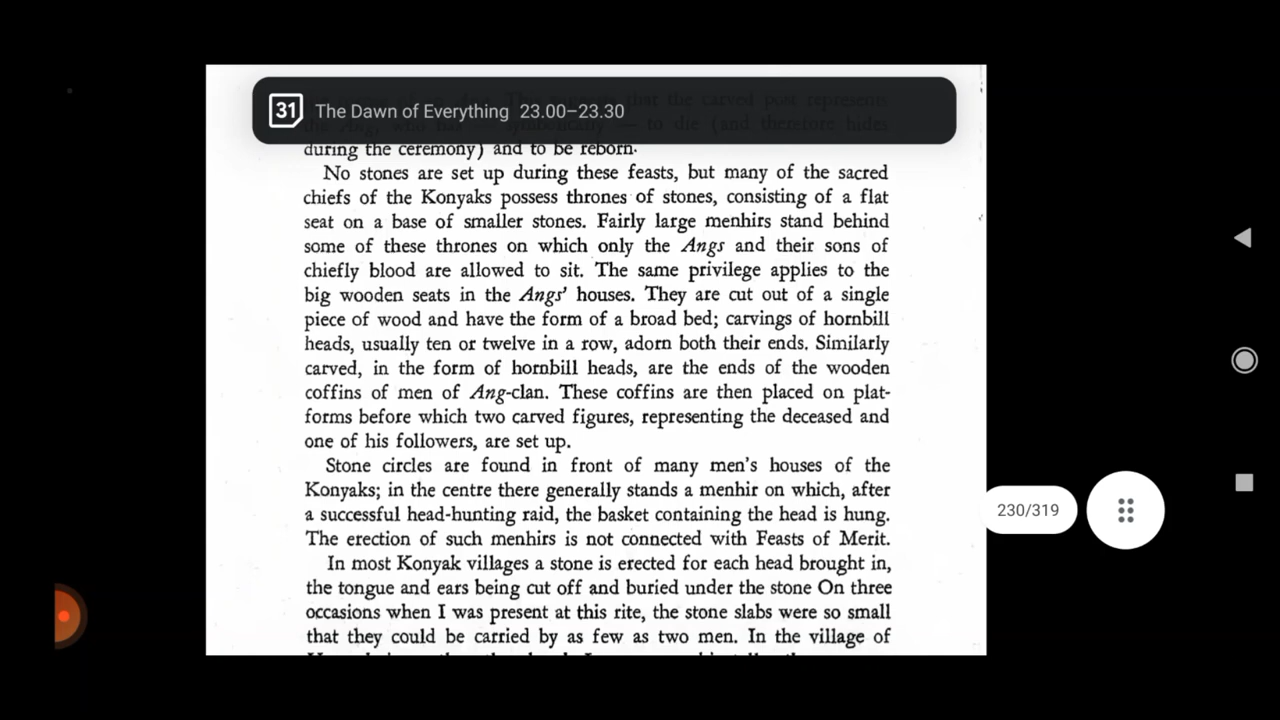 31 The Dawn of Everything 23.00–23.30
that the carved post represents
to die (and therefore hides
during the ceremony) and to be reborn.
No stones are set up during these feasts, but many of the sacred
chiefs of the Konyaks possess thrones of stones, consisting of a flat
seat on a base of smaller stones. Fairly large menhirs stand behind
some of these thrones on which only the Angs and their sons of
chiefly blood are allowed to sit. The same privilege applies to the
big wooden seats in the Angs' houses. They are cut out of a single
piece of wood and have the form of a broad bed; carvings of hornbill
heads, usually ten or twelve in a row, adorn both their ends. Similarly
carved, in the form of hornbill heads, are the ends of the wooden
coffins of men of Ang-clan. These coffins are then placed on plat-
forms before which two carved figures, representing the deceased and
one of his followers, are set up.
Stone circles are found in front of many men's houses of the
Konyaks; in the centre there generally stands a menhir on which, after
a successful head-hunting raid, the basket containing the head is hung.
The erection of such menhirs is not connected with Feasts of Merit.
In most Konyak villages a stone is erected for each head brought in,
the tongue and ears being cut off and buried under the stone On three
occasions when I was present at this rite, the stone slabs were so small
that they could be carried by as few as two men. In the village of
230/319